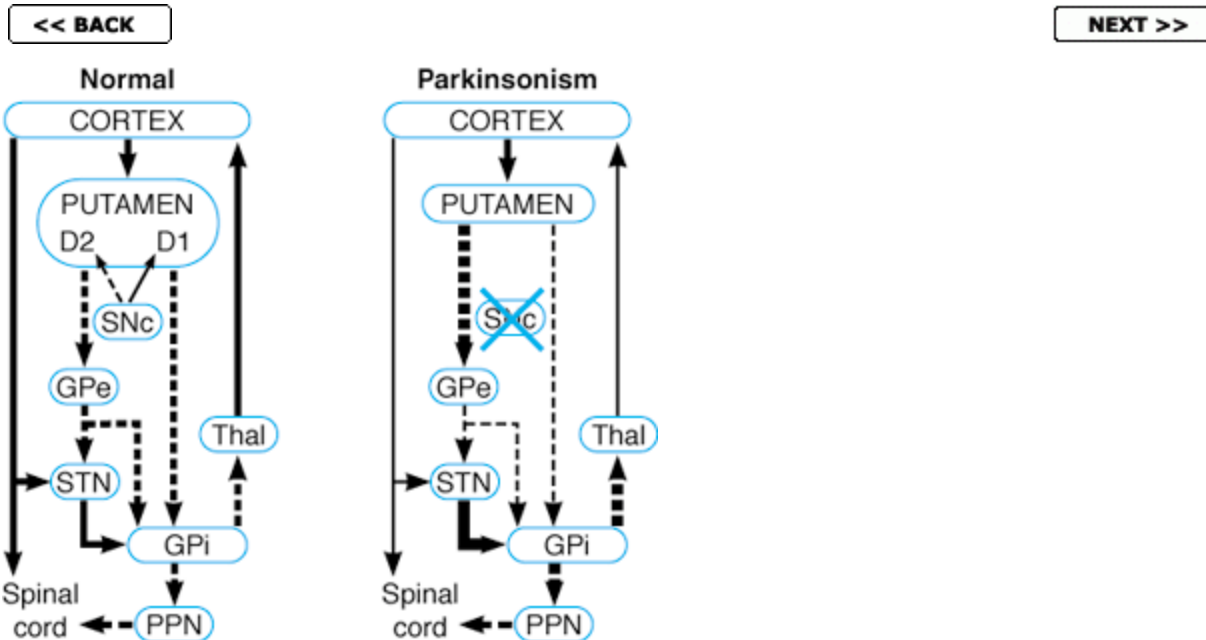 << BACK
NEXT >>
Normal
CORTEX
PUTAMEN
D2 D1
SNc
GPe
Thal
STN
GPi
Spinal
cord
PPN
Parkinsonism
CORTEX
PUTAMEN
SNc
GPe
Thal
STN
GPi
Spinal
cord
PPN